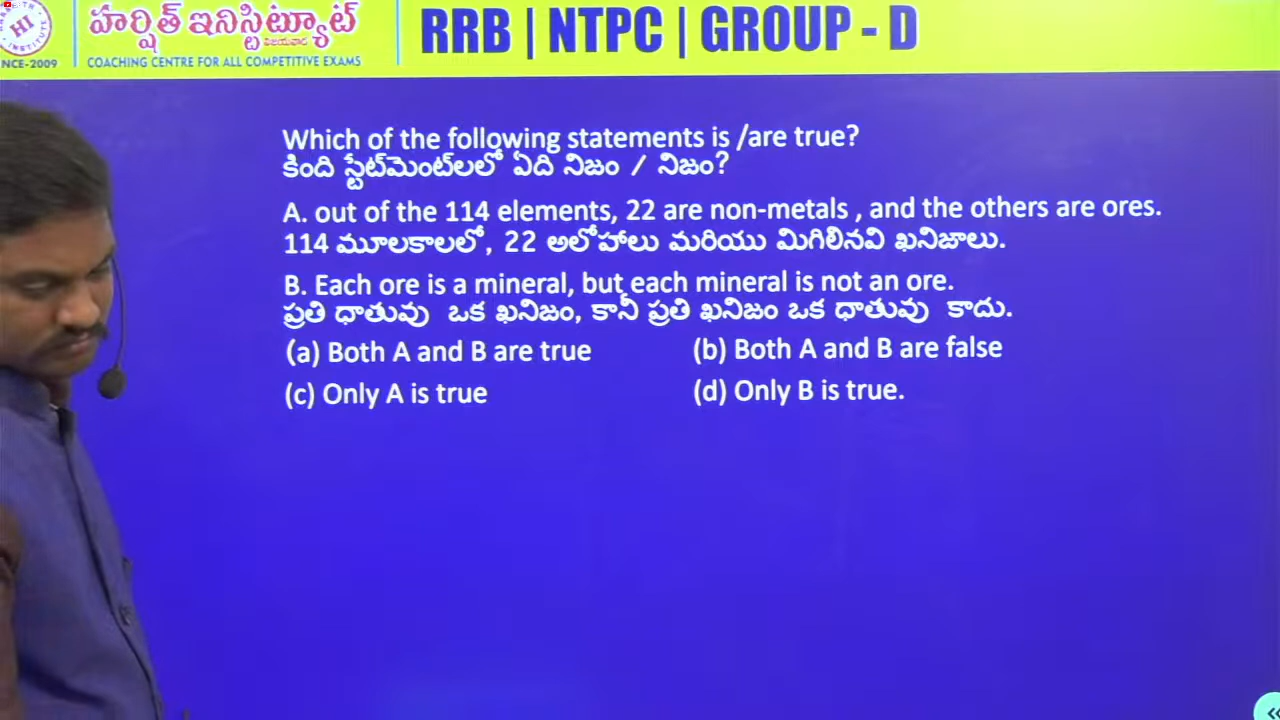 HI
INSTITUTE
NCE-2009
హర్షిత్ ఇనిస్టిట్యూట్
విజయవాడ
COACHING CENTRE FOR ALL COMPETITIVE EXAMS
RRB | NTPC | GROUP - D
Which of the following statements is /are true?
కింది స్టేట్‌మెంట్‌లలో ఏది నిజం / నిజం?
A. out of the 114 elements, 22 are non-metals , and the others are ores.
114 మూలకాలలో, 22 అలోహాలు మరియు మిగిలినవి ఖనిజాలు.
B. Each ore is a mineral, but each mineral is not an ore.
ప్రతి ధాతువు ఒక ఖనిజం, కానీ ప్రతి ఖనిజం ఒక ధాతువు కాదు.
(a) Both A and B are true (b) Both A and B are false
(c) Only A is true (d) Only B is true.